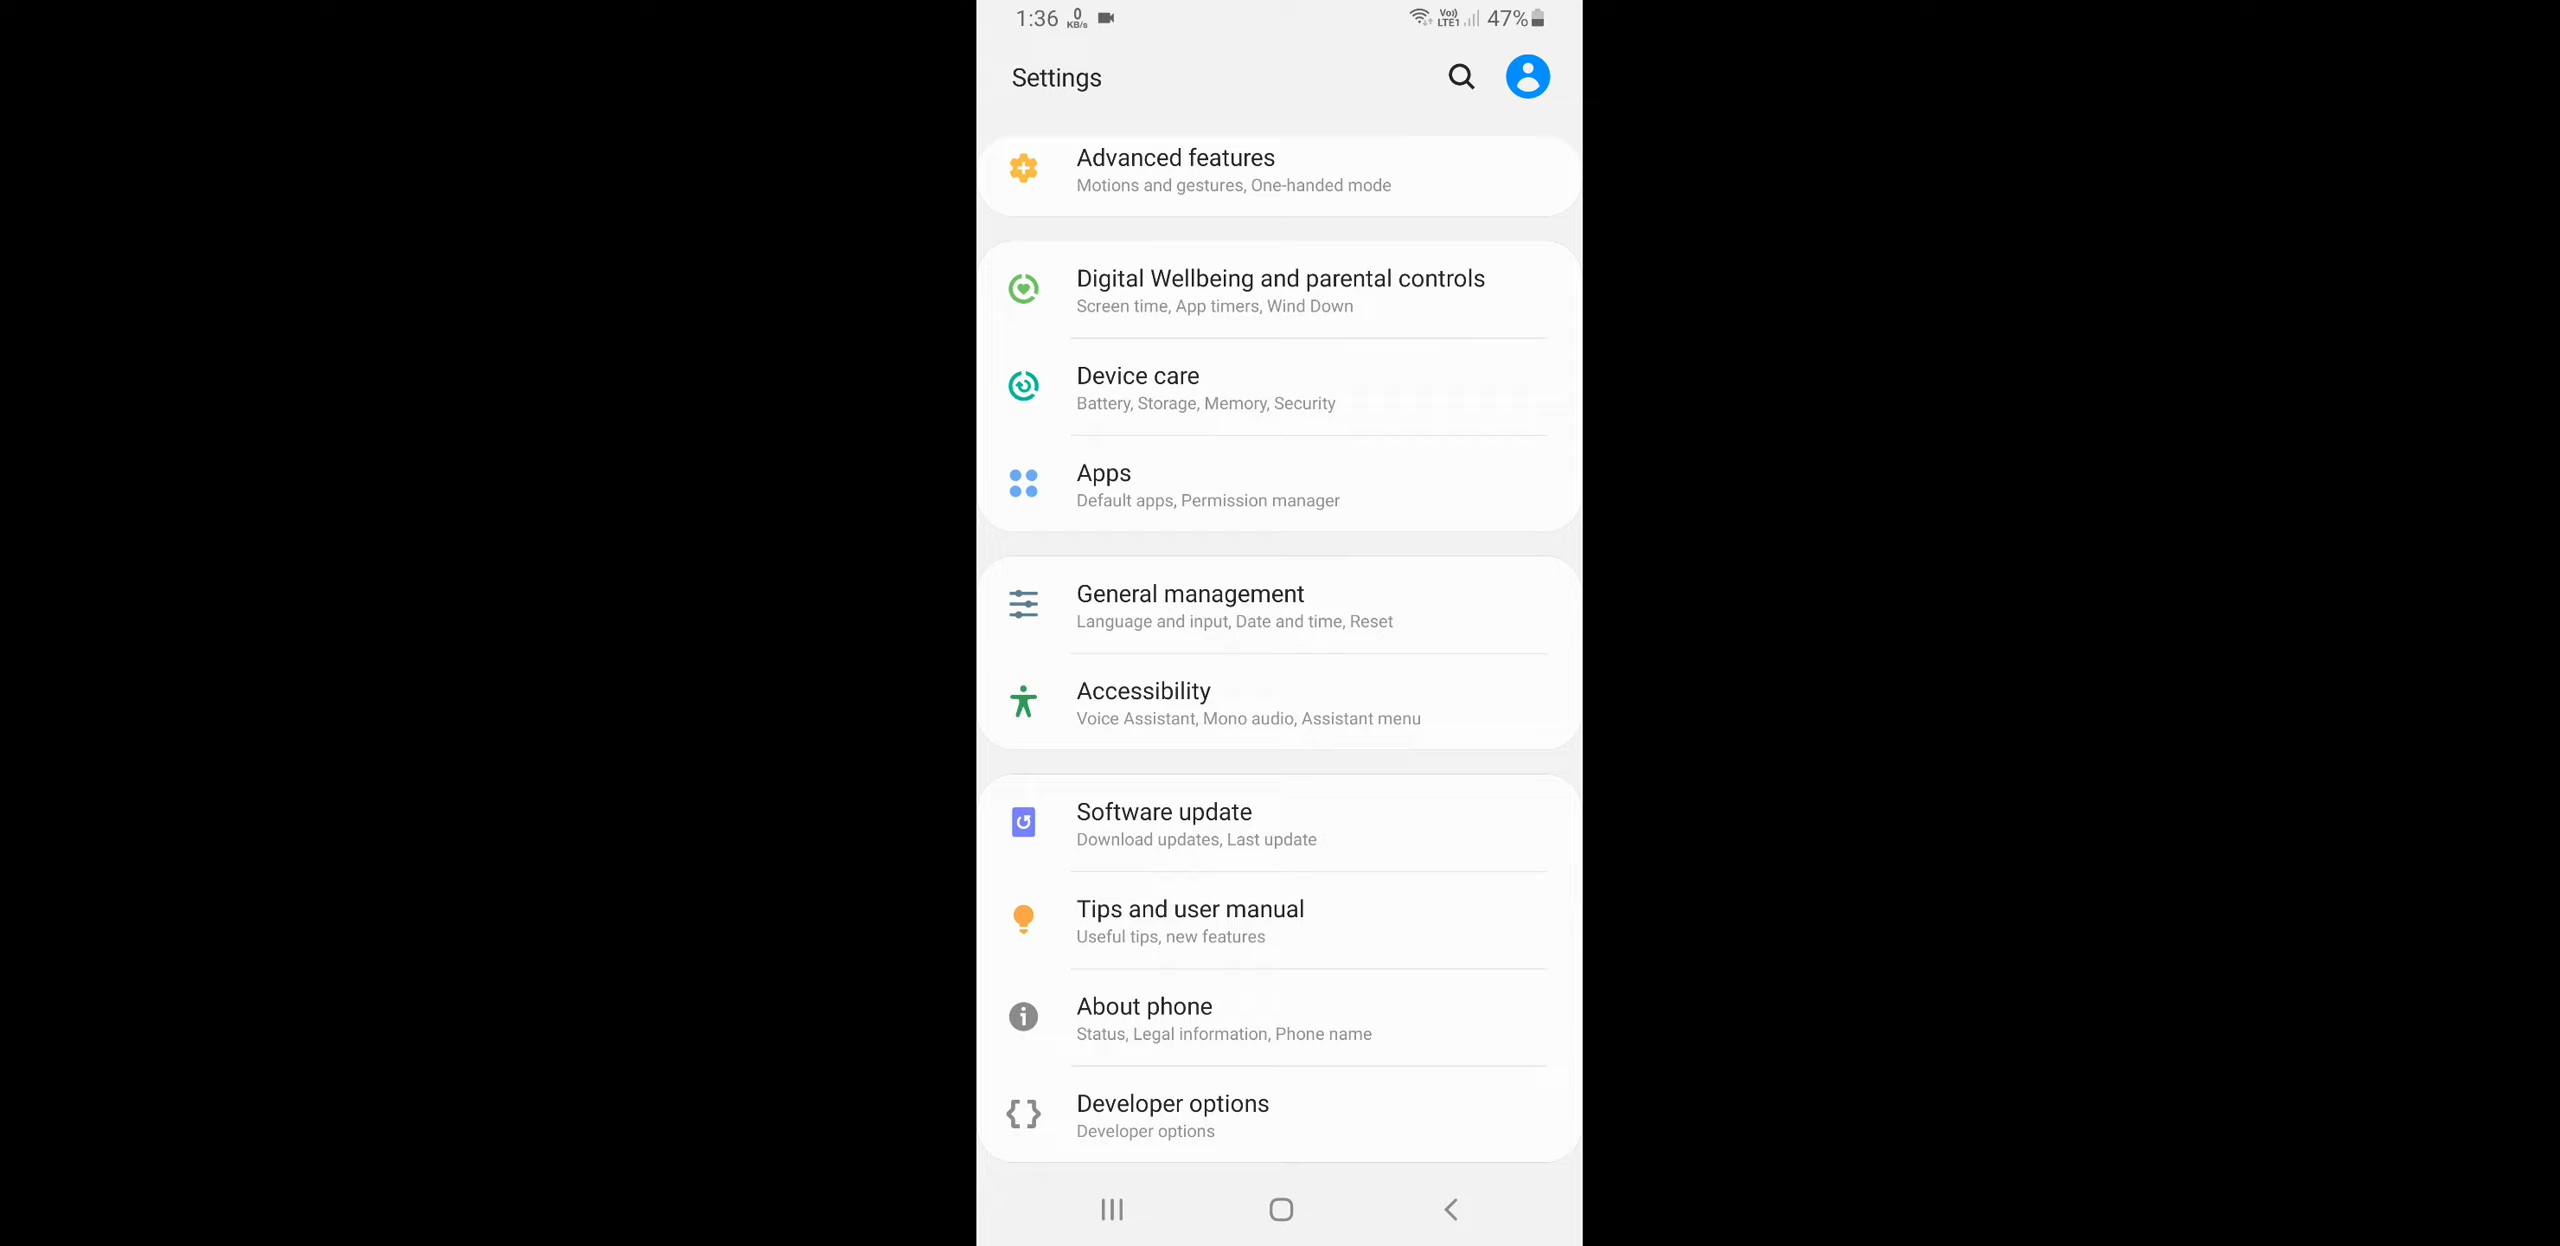 1:36 0 KB/s Vo)) LTE1 47%
Settings
Advanced features
Motions and gestures, One-handed mode
Digital Wellbeing and parental controls
Screen time, App timers, Wind Down
Device care
Battery, Storage, Memory, Security
Apps
Default apps, Permission manager
General management
Language and input, Date and time, Reset
Accessibility
Voice Assistant, Mono audio, Assistant menu
Software update
Download updates, Last update
Tips and user manual
Useful tips, new features
About phone
Status, Legal information, Phone name
Developer options
Developer options